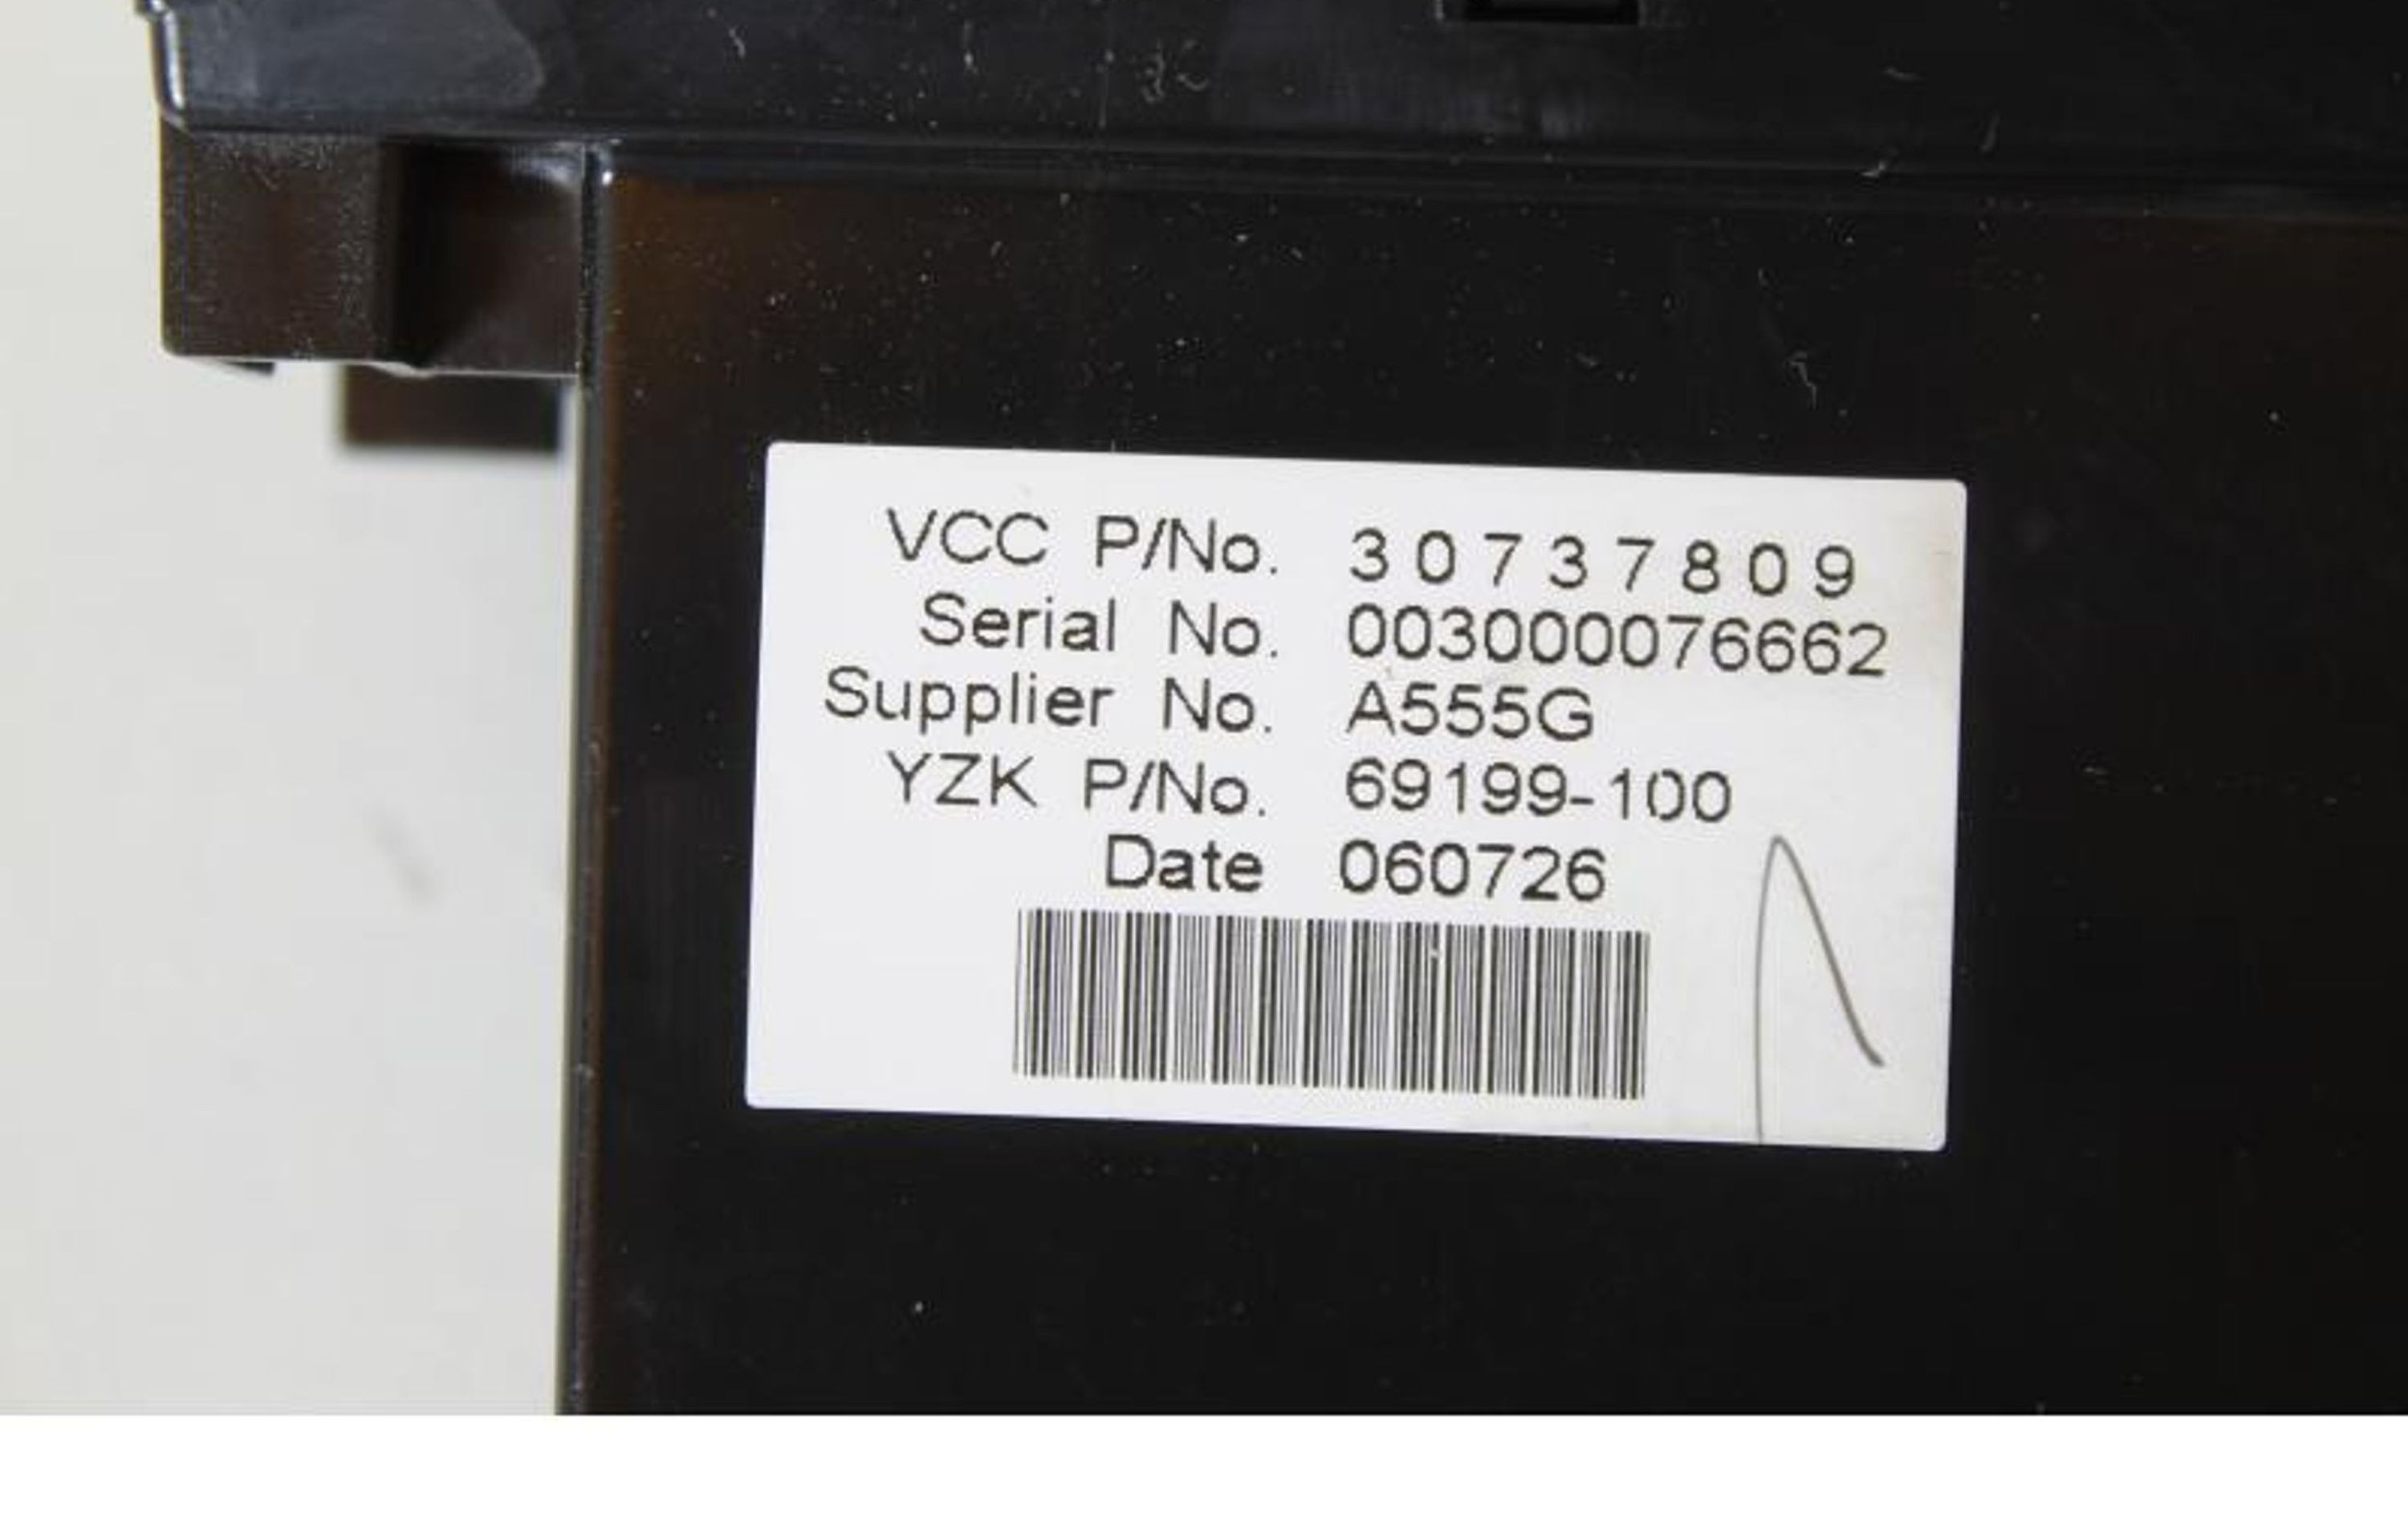 VCC P/No. 30737809
Serial No. 003000076662
Supplier No. A555G
YZK P/No. 69199-100
Date 060726